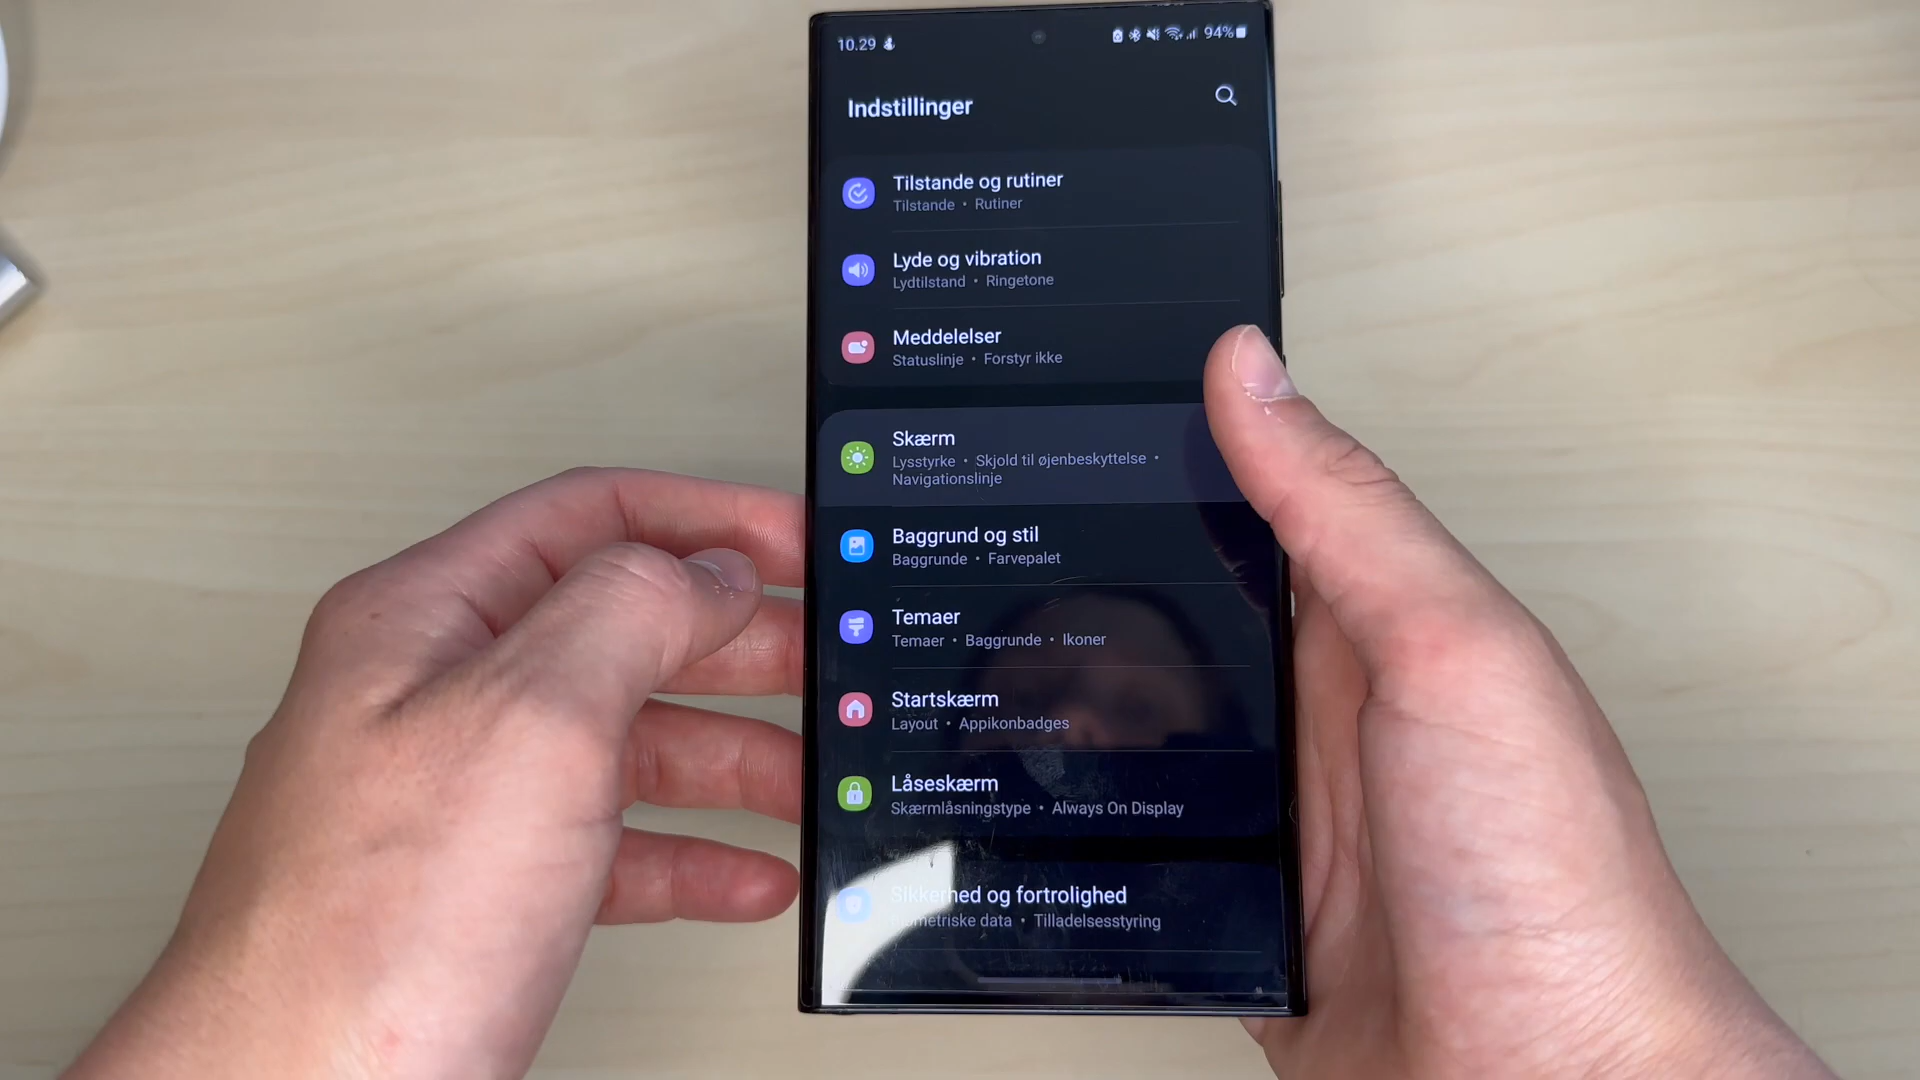 10.29
94%
Indstillinger
Tilstande og rutiner
Tilstande • Rutiner
Lyde og vibration
Lydtilstand • Ringetone
Meddelelser
Statuslinje • Forstyr ikke
Skærm
Lysstyrke • Skjold til øjenbeskyttelse •
Navigationslinje
Baggrund og stil
Baggrunde • Farvepalet
Temaer
Temaer • Baggrunde • Ikoner
Startskærm
Layout • Appikonbadges
Låseskærm
Skærmlåsningstype • Always On Display
Sikkerhed og fortrolighed
Biometriske data • Tilladelsesstyring